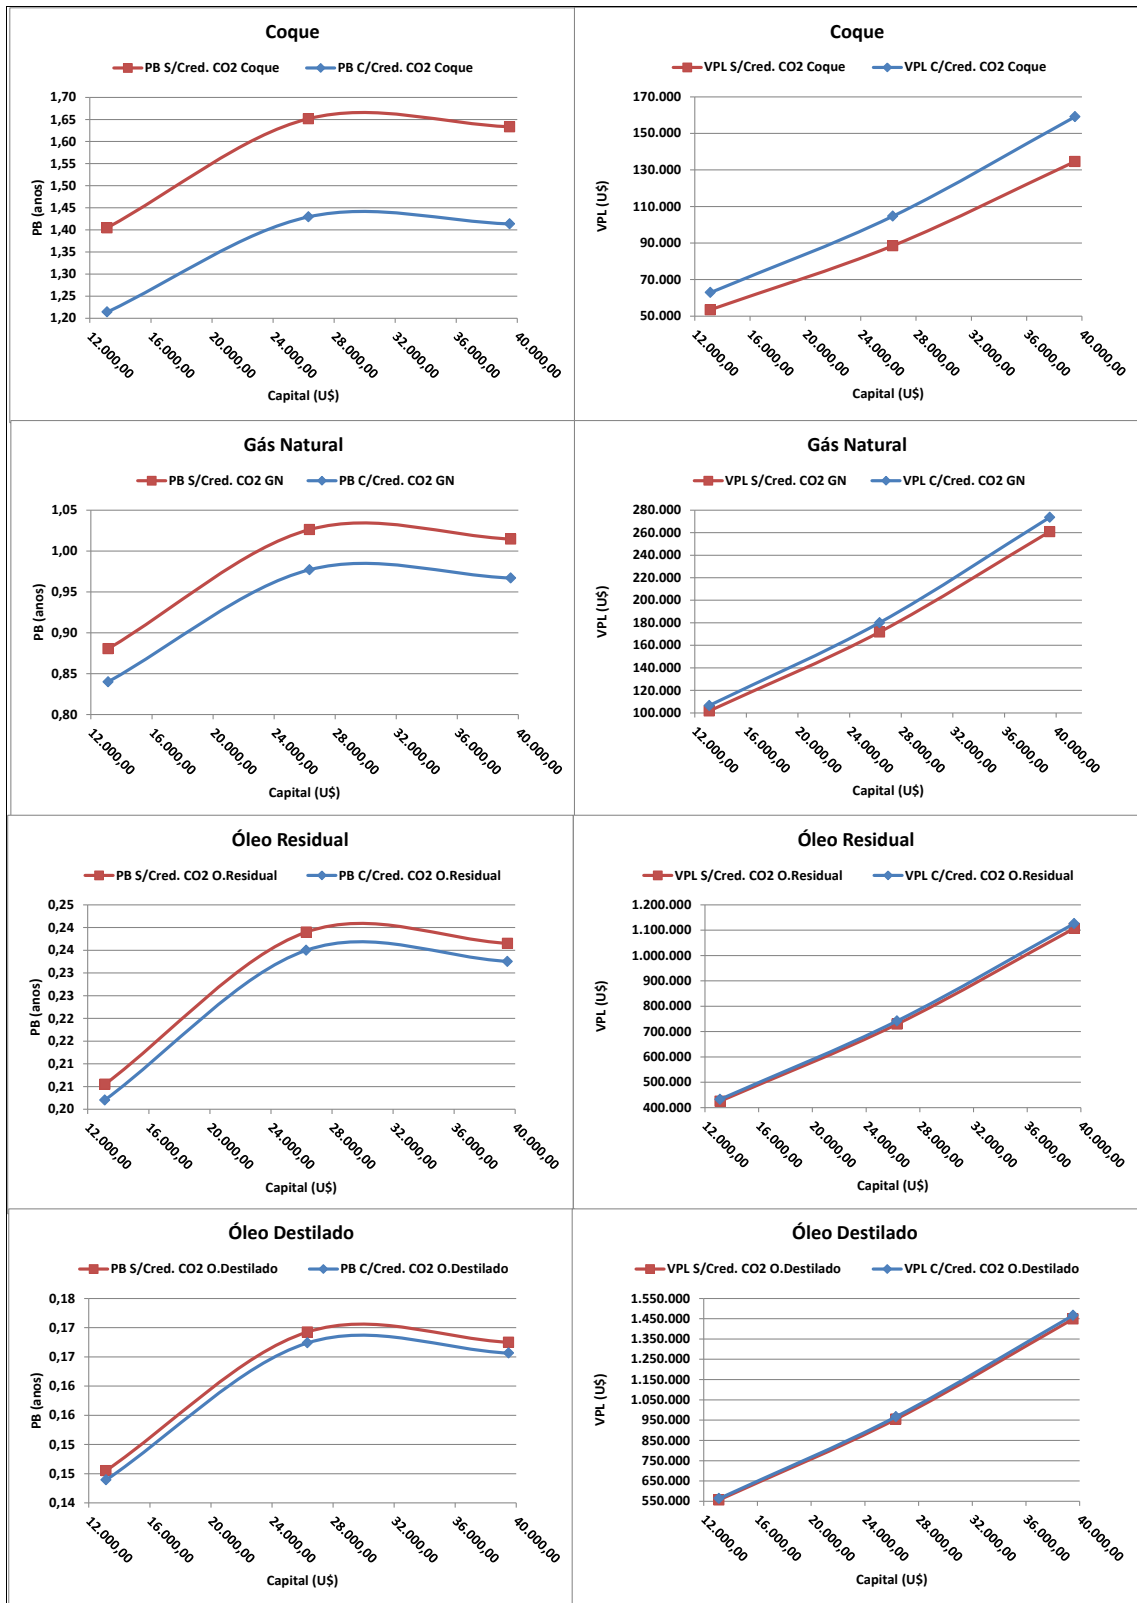 Coque
PB S/Cred. CO2 Coque PB C/Cred. CO2 Coque
1,70
1,65
1,60
1,55
1,50
1,45
1,40
1,35
1,30
1,25
1,20
PB (anos)
12.000,00 16.000,00 20.000,00 24.000,00 28.000,00 32.000,00 36.000,00 40.000,00
Capital (U$)
Coque
VPL S/Cred. CO2 Coque VPL C/Cred. CO2 Coque
170.000
150.000
130.000
110.000
90.000
70.000
50.000
VPL (U$)
12.000,00 16.000,00 20.000,00 24.000,00 28.000,00 32.000,00 36.000,00 40.000,00
Capital (U$)
Gás Natural
PB S/Cred. CO2 GN PB C/Cred. CO2 GN
1,05
1,00
0,95
0,90
0,85
0,80
PB (anos)
12.000,00 16.000,00 20.000,00 24.000,00 28.000,00 32.000,00 36.000,00 40.000,00
Capital (U$)
Gás Natural
VPL S/Cred. CO2 GN VPL C/Cred. CO2 GN
280.000
260.000
240.000
220.000
200.000
180.000
160.000
140.000
120.000
100.000
VPL (U$)
12.000,00 16.000,00 20.000,00 24.000,00 28.000,00 32.000,00 36.000,00 40.000,00
Capital (U$)
Óleo Residual
PB S/Cred. CO2 O.Residual PB C/Cred. CO2 O.Residual
0,25
0,24
0,24
0,23
0,23
0,22
0,22
0,21
0,21
0,20
PB (anos)
12.000,00 16.000,00 20.000,00 24.000,00 28.000,00 32.000,00 36.000,00 40.000,00
Capital (U$)
Óleo Residual
VPL S/Cred. CO2 O.Residual VPL C/Cred. CO2 O.Residual
1.200.000
1.100.000
1.000.000
900.000
800.000
700.000
600.000
500.000
400.000
VPL (U$)
12.000,00 16.000,00 20.000,00 24.000,00 28.000,00 32.000,00 36.000,00 40.000,00
Capital (U$)
Óleo Destilado
PB S/Cred. CO2 O.Destilado PB C/Cred. CO2 O.Destilado
0,18
0,17
0,17
0,16
0,16
0,15
0,15
0,14
PB (anos)
12.000,00 16.000,00 20.000,00 24.000,00 28.000,00 32.000,00 36.000,00 40.000,00
Capital (U$)
Óleo Destilado
VPL S/Cred. CO2 O.Destilado VPL C/Cred. CO2 O.Destilado
1.550.000
1.450.000
1.350.000
1.250.000
1.150.000
1.050.000
950.000
850.000
750.000
650.000
550.000
VPL (U$)
12.000,00 16.000,00 20.000,00 24.000,00 28.000,00 32.000,00 36.000,00 40.000,00
Capital (U$)